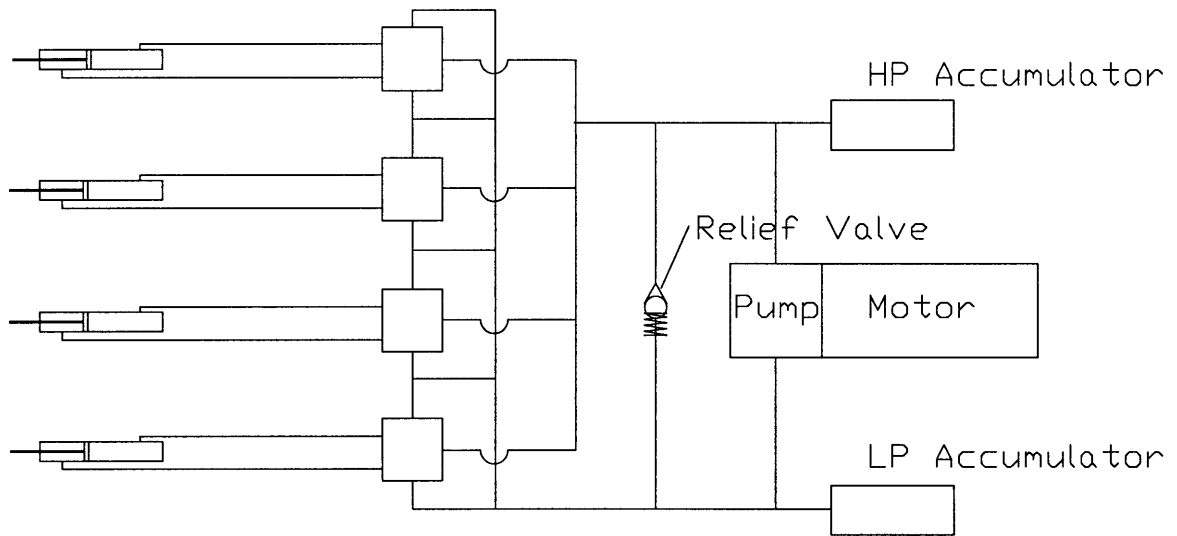 HP Accumulator
Relief Valve
Pump Motor
LP Accumulator